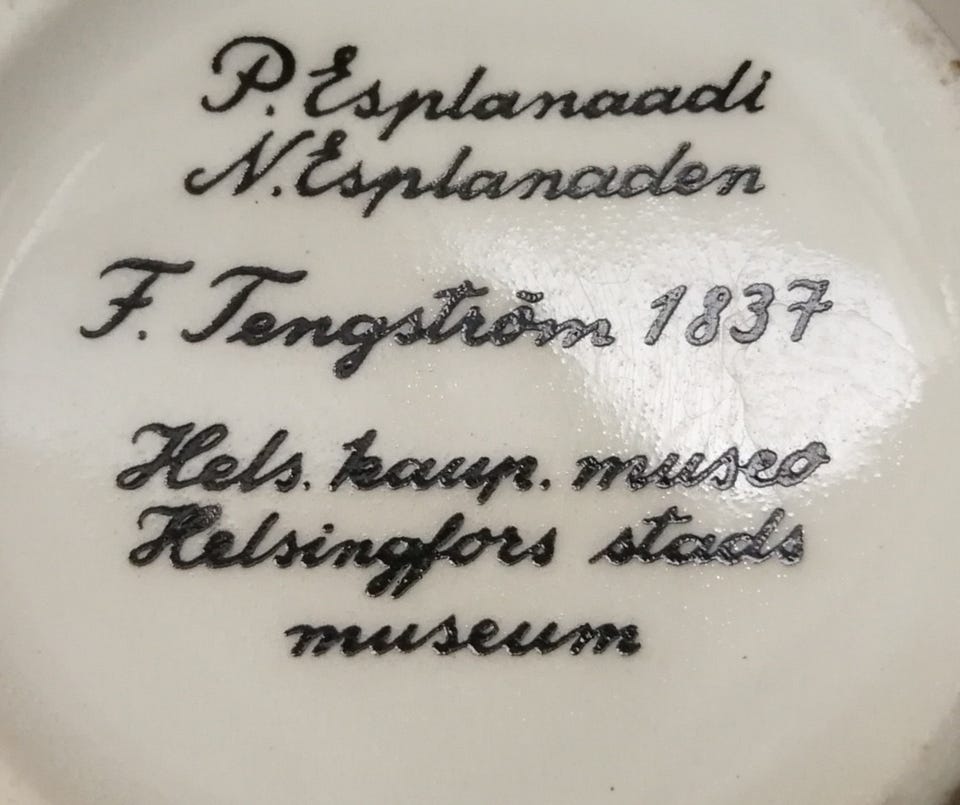 P. Esplanaadi
N. Esplanaden
F. Tengström 1837
Hels. kaup. museo
Helsingfors stads
museum